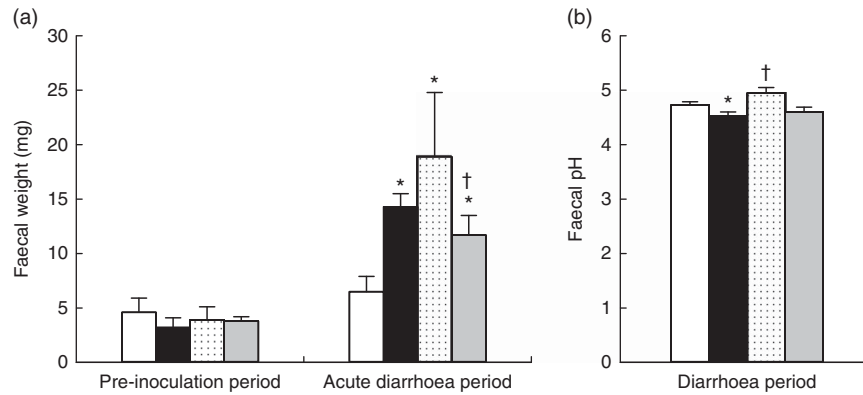 (a)
30
25
20
15
10
5
0
Faecal weight (mg)
*
*
†
*
Pre-inoculation period
Acute diarrhoea period
(b)
6
5
4
3
2
1
0
Faecal pH
*
†
Diarrhoea period